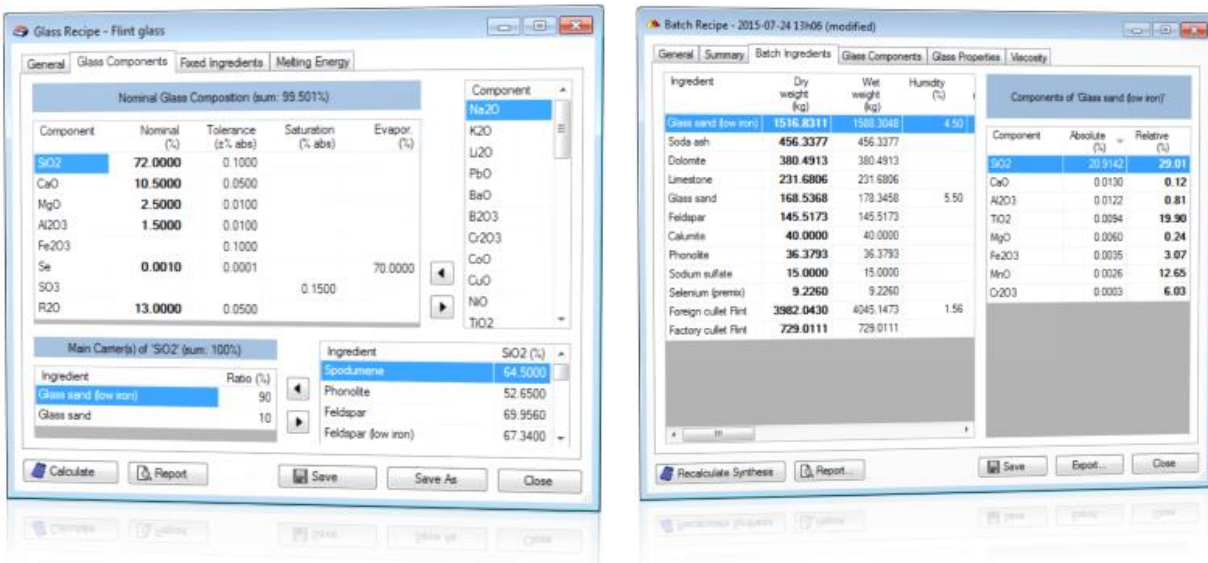 Glass Recipe - Flint glass
General Glass Components Fixed Ingredients Melting Energy
Nominal Glass Composition (sum: 99.501%)
Component Nominal (%) Tolerance (±% abs) Saturation (% abs) Evapor. (%)
SiO2 72.0000 0.1000
CaO 10.5000 0.0500
MgO 2.5000 0.0100
Al2O3 1.5000 0.0100
Fe2O3 0.1000
Se 0.0010 0.0001 70.0000
SO3 0.1500
R2O 13.0000 0.0500
Component
Na2O
K2O
Li2O
PbO
BaO
B2O3
Cr2O3
CoO
CuO
NiO
TiO2
Main Carrier(s) of 'SiO2' (sum: 100%)
Ingredient Ratio (%)
Glass sand (low iron) 90
Glass sand 10
Ingredient SiO2 (%)
Spodumene 64.5000
Phonolite 52.6500
Feldspar 69.9560
Feldspar (low iron) 67.3400
Calculate Report Save Save As Close
Batch Recipe - 2015-07-24 13h06 (modified)
General Summary Batch Ingredients Glass Components Glass Properties Viscosity
Ingredient Dry weight (kg) Wet weight (kg) Humidity (%)
Glass sand (low iron) 1516.8311 1588.3048 4.50
Soda ash 456.3377 456.3377
Dolomite 380.4913 380.4913
Limestone 231.6806 231.6806
Glass sand 168.5368 178.3458 5.50
Feldspar 145.5173 145.5173
Calumite 40.0000 40.0000
Phonolite 36.3793 36.3793
Sodium sulfate 15.0000 15.0000
Selenium (premix) 9.2260 9.2260
Foreign cullet Flint 3982.0430 4045.1473 1.56
Factory cullet Flint 729.0111 729.0111
Components of 'Glass sand (low iron)'
Component Absolute (%) Relative (%)
SiO2 20.9142 29.01
CaO 0.0130 0.12
Al2O3 0.0122 0.81
TiO2 0.0094 19.90
MgO 0.0060 0.24
Fe2O3 0.0035 3.07
MnO 0.0026 12.65
Cr2O3 0.0003 6.03
Recalculate Synthesis Report... Save Export... Close